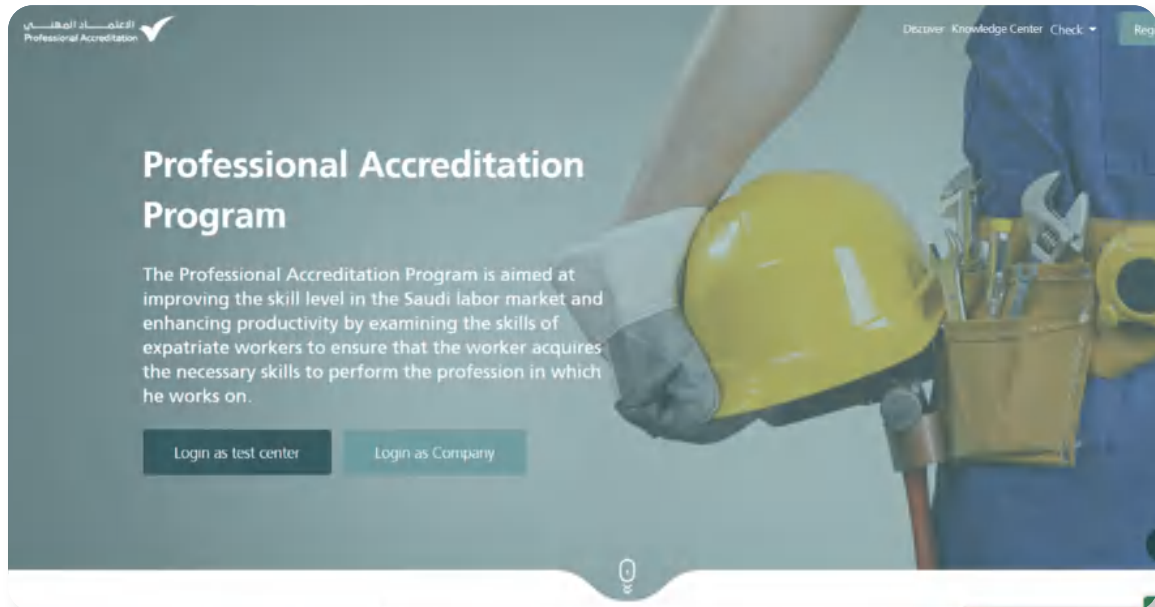 الاعتماد المهني
Professional Accreditation
Discover Knowledge Center Check
Professional Accreditation
Program
The Professional Accreditation Program is aimed at
improving the skill level in the Saudi labor market and
enhancing productivity by examining the skills of
expatriate workers to ensure that the worker acquires
the necessary skills to perform the profession in which
he works on.
Login as test center Login as Company